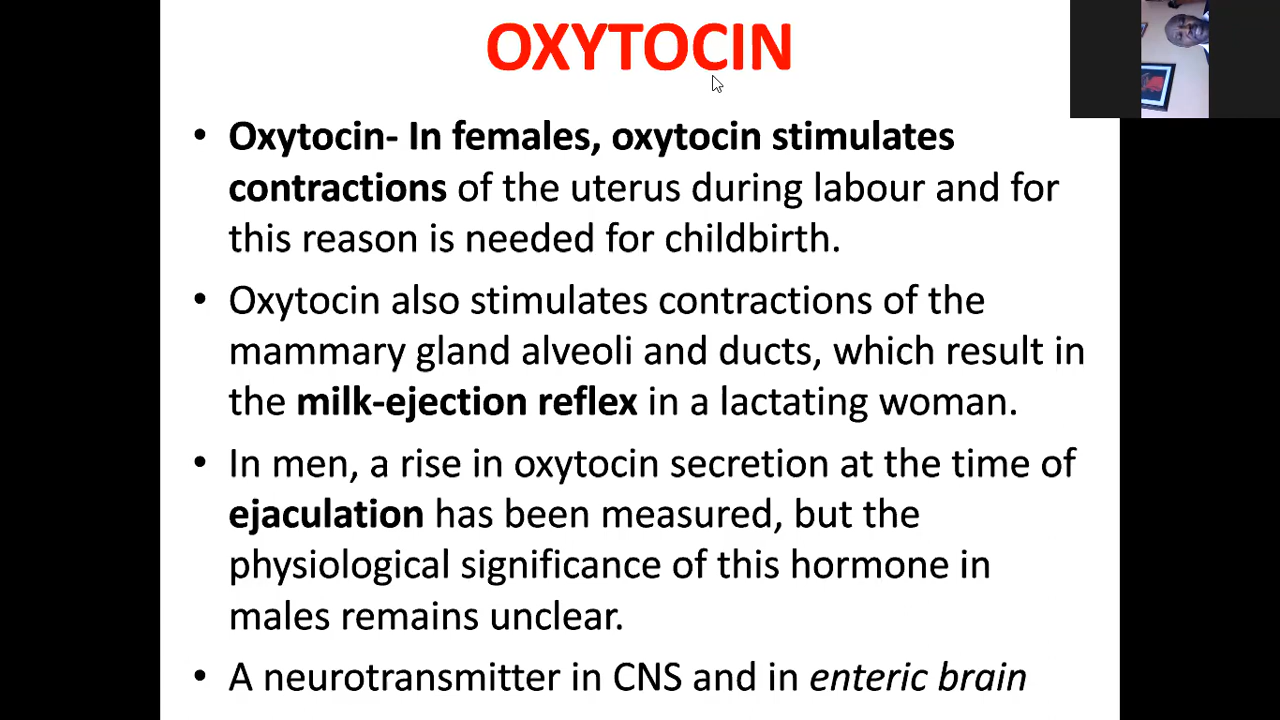 OXYTOCIN
• Oxytocin- In females, oxytocin stimulates
contractions of the uterus during labour and for
this reason is needed for childbirth.
• Oxytocin also stimulates contractions of the
mammary gland alveoli and ducts, which result in
the milk-ejection reflex in a lactating woman.
• In men, a rise in oxytocin secretion at the time of
ejaculation has been measured, but the
physiological significance of this hormone in
males remains unclear.
• A neurotransmitter in CNS and in enteric brain